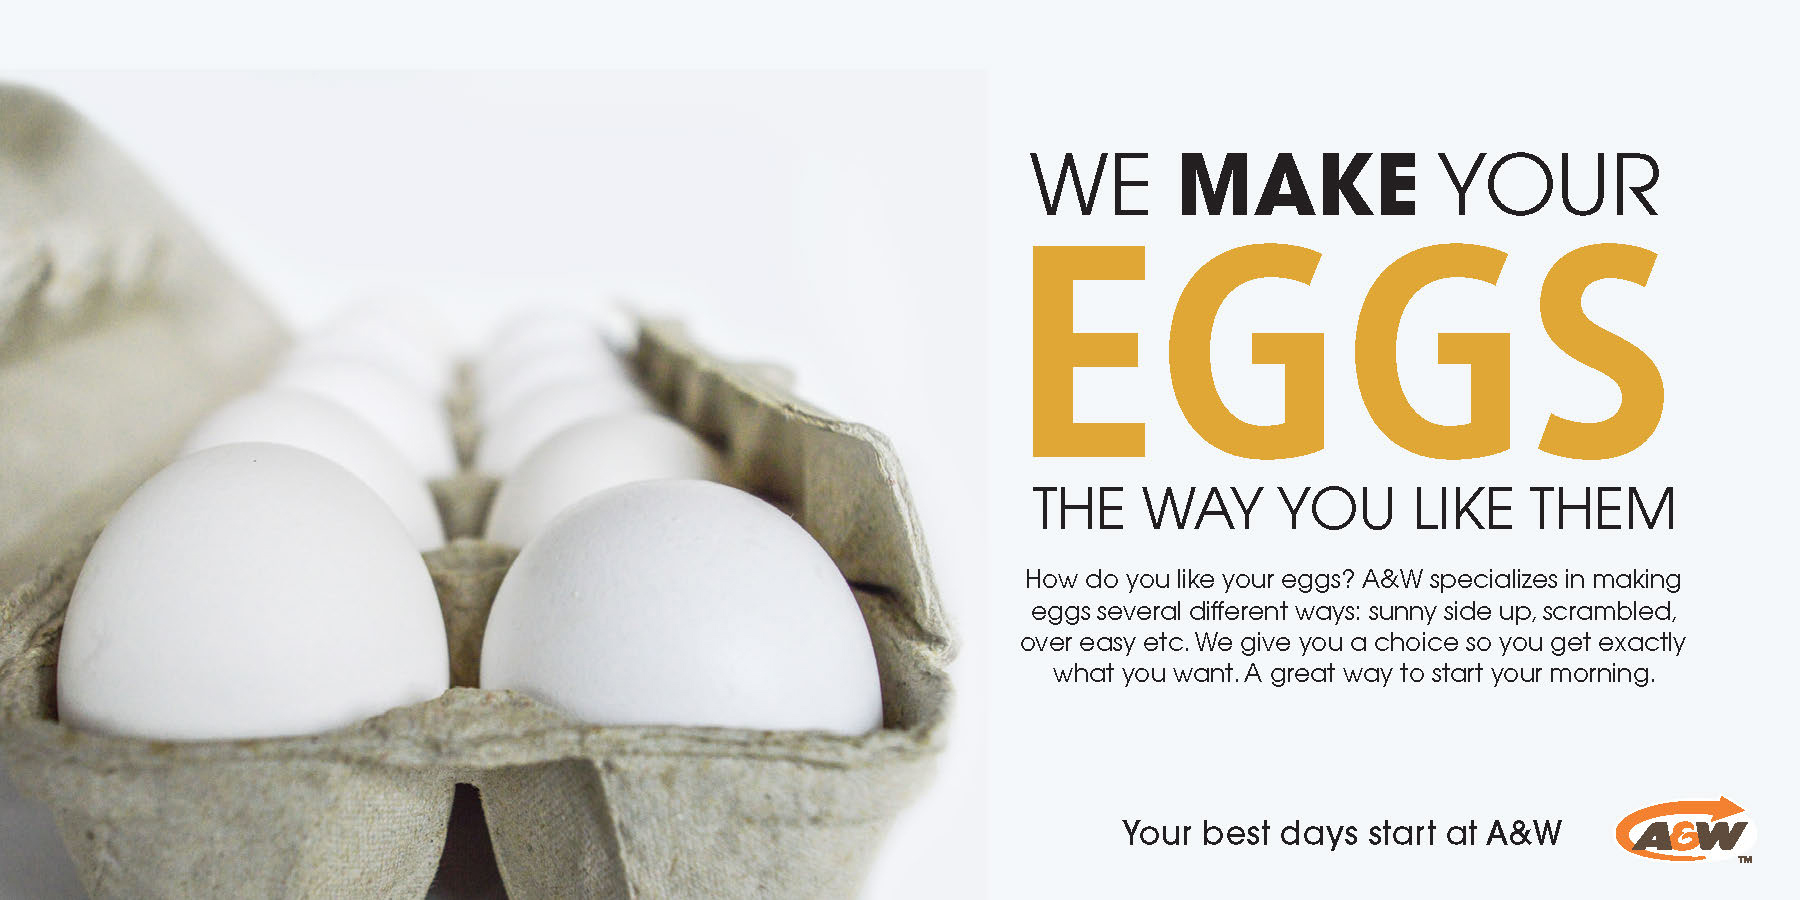 WE MAKE YOUR
EGGS
THE WAY YOU LIKE THEM
How do you like your eggs? A&W specializes in making
eggs several different ways: sunny side up, scrambled,
over easy etc. We give you a choice so you get exactly
what you want. A great way to start your morning.
Your best days start at A&W
A&W
TM